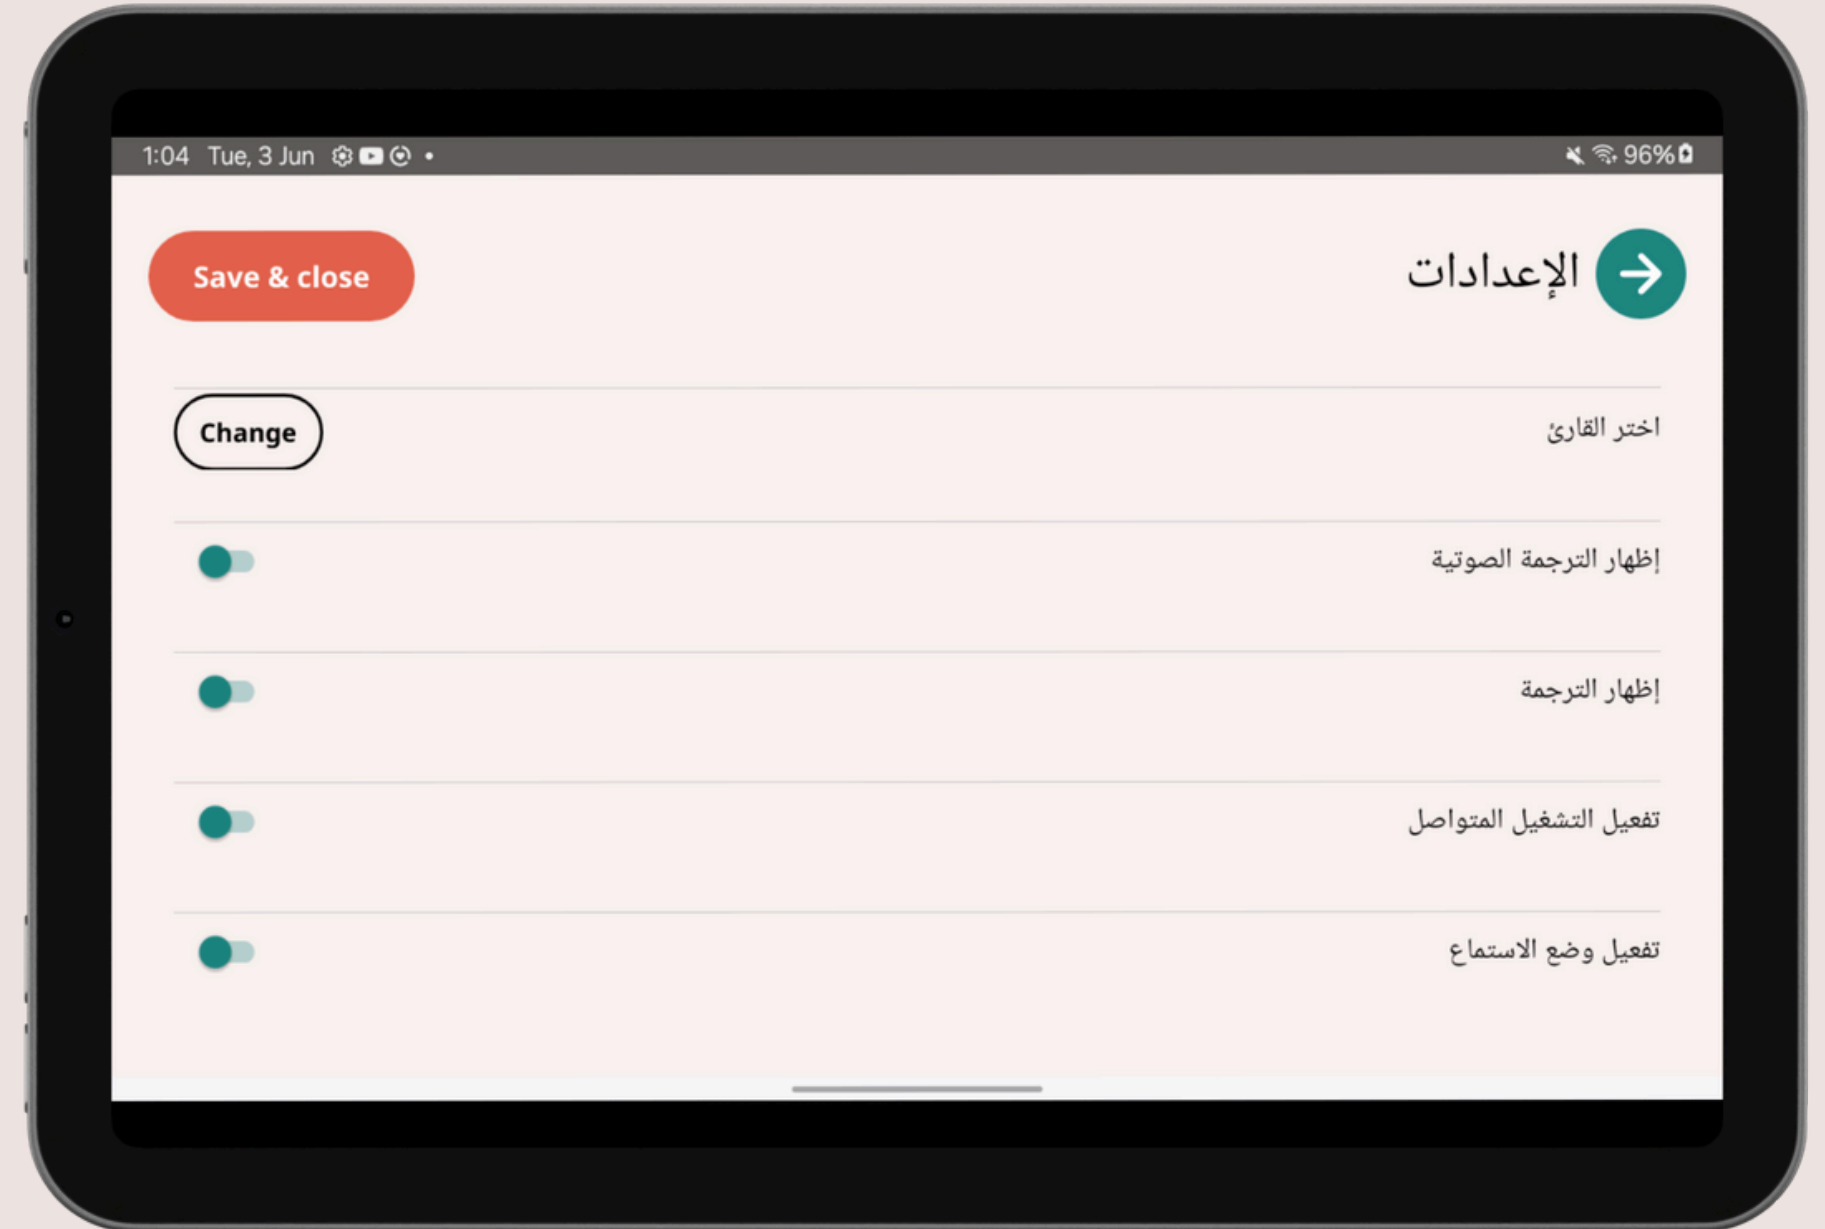 1:04 Tue, 3 Jun
96%
الإعدادات
Save & close
اختر القارئ
Change
إظهار الترجمة الصوتية
إظهار الترجمة
تفعيل التشغيل المتواصل
تفعيل وضع الاستماع